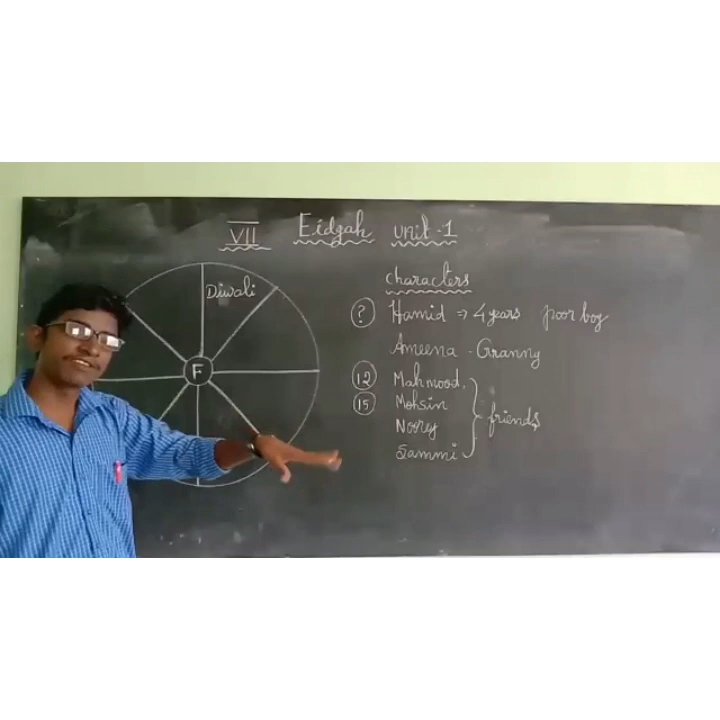 VII Eidgah unit-1
Diwali
F
characters
? Hamid ⇒ 4 years poor boy
Ameena - Granny
12 Mahmood
15 Mohsin
Noorey
friends
Sammi